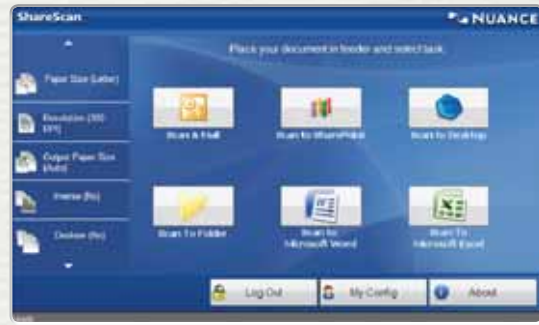 ShareScan
NUANCE
Place your document in feeder and select task.
Paper Size (Letter)
Resolution (300
DPI)
Output Paper Size
(Auto)
Inverse (No)
Deskew (No)
Scan & Mail
Scan to SharePoint
Scan to Desktop
Scan To Folder
Scan to
Microsoft Word
Scan To
Microsoft Excel
Log Out
My Config
About